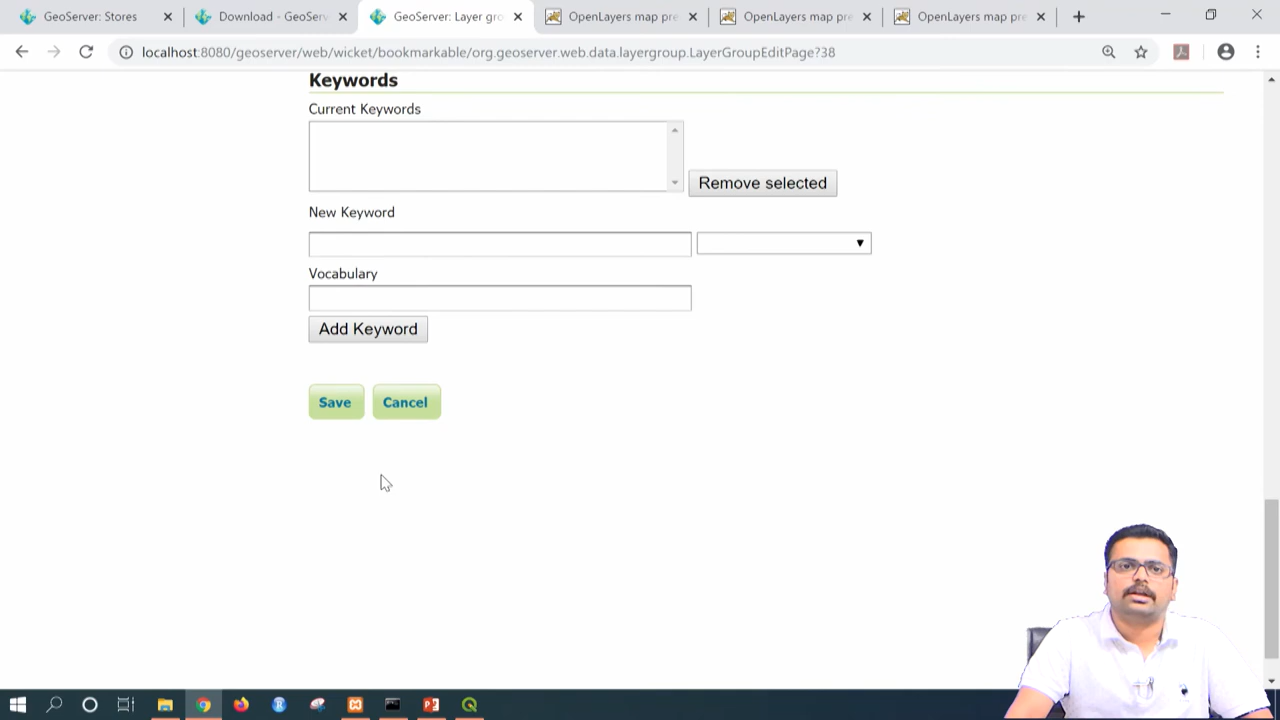 GeoServer: Stores
Download - GeoServ
GeoServer: Layer gro
OpenLayers map pre
OpenLayers map pre
OpenLayers map pre
localhost:8080/geoserver/web/wicket/bookmarkable/org.geoserver.web.data.layergroup.LayerGroupEditPage?38
Keywords
Current Keywords
Remove selected
New Keyword
Vocabulary
Add Keyword
Save Cancel